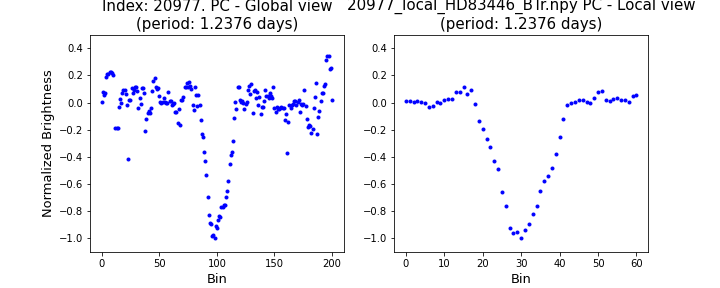 Index: 20977. PC - Global view
(period: 1.2376 days)
20977_local_HD83446_BTr.npy PC - Local view
(period: 1.2376 days)
Normalized Brightness
0.4
0.2
0.0
−0.2
−0.4
−0.6
−0.8
−1.0
0 50 100 150 200
Bin
0.4
0.2
0.0
−0.2
−0.4
−0.6
−0.8
−1.0
0 10 20 30 40 50 60
Bin